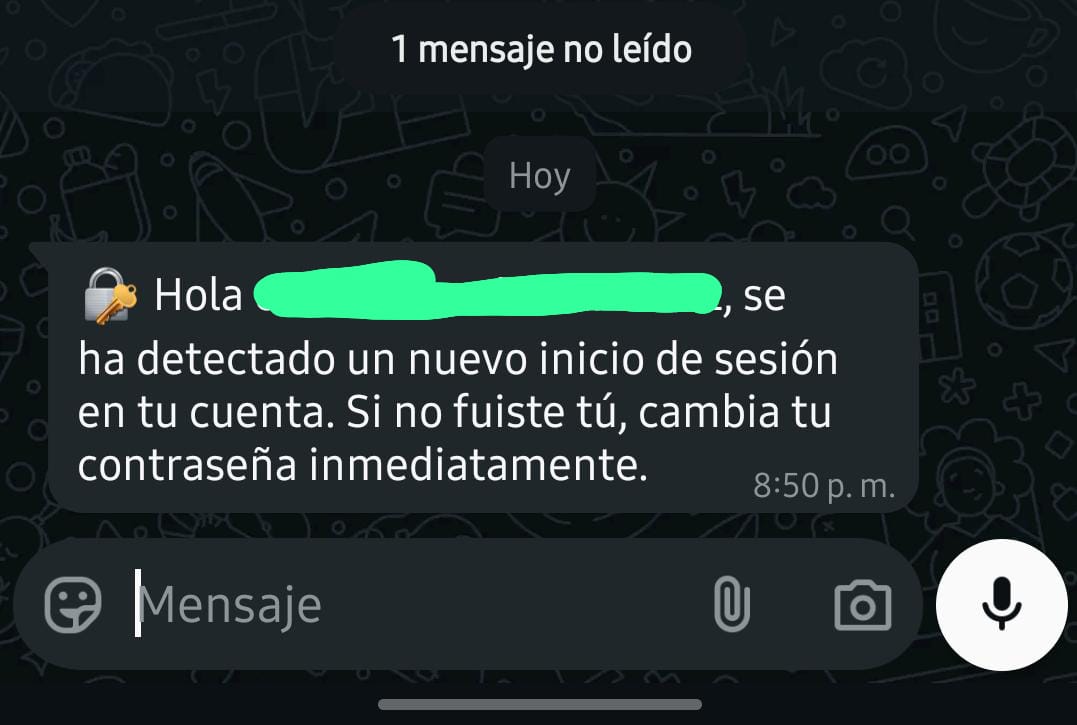 1 mensaje no leído
Hoy
Hola , se
ha detectado un nuevo inicio de sesión
en tu cuenta. Si no fuiste tú, cambia tu
contraseña inmediatamente.
8:50 p. m.
Mensaje